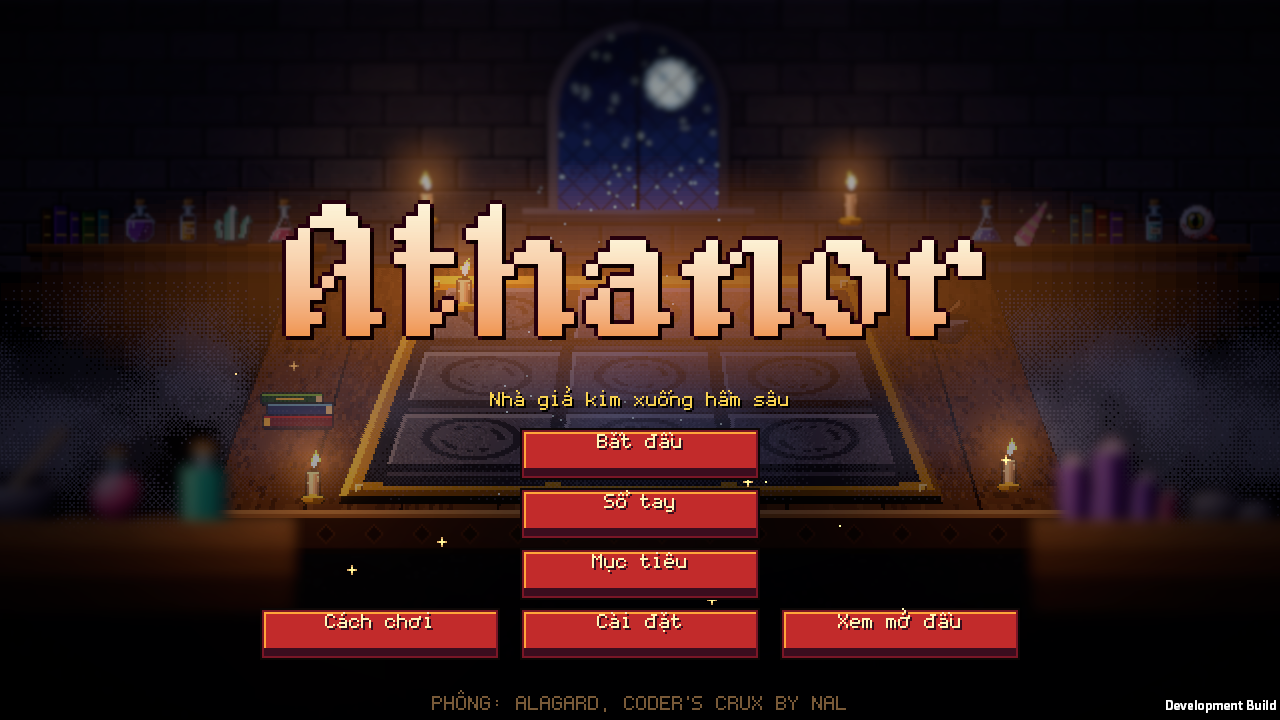 Athanor
Nhà giả kim xuống hầm sâu
Bắt đầu
Sổ tay
Mục tiêu
Cách chơi
Cài đặt
Xem mở đầu
PHÔNG: ALAGARD, CODER'S CRUX BY NAL
Development Build